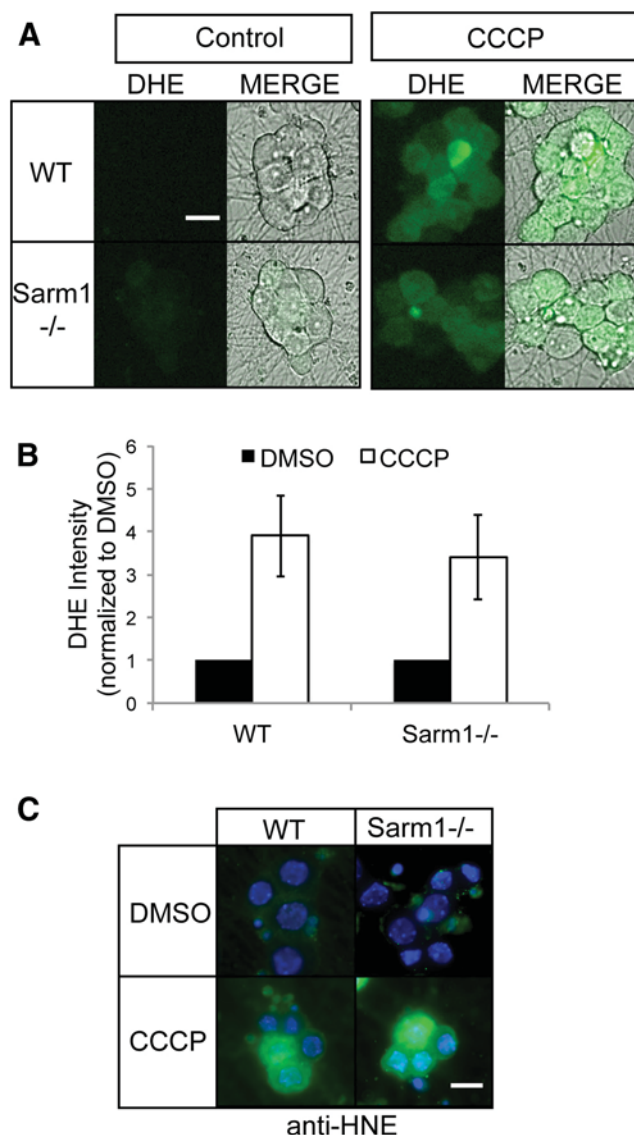 A
Control
CCCP
DHE MERGE DHE MERGE
WT
Sarm1
-/-
B
DMSO CCCP
DHE Intensity
(normalized to DMSO)
6
5
4
3
2
1
0
WT Sarm1-/-
C
WT Sarm1-/-
DMSO
CCCP
anti-HNE